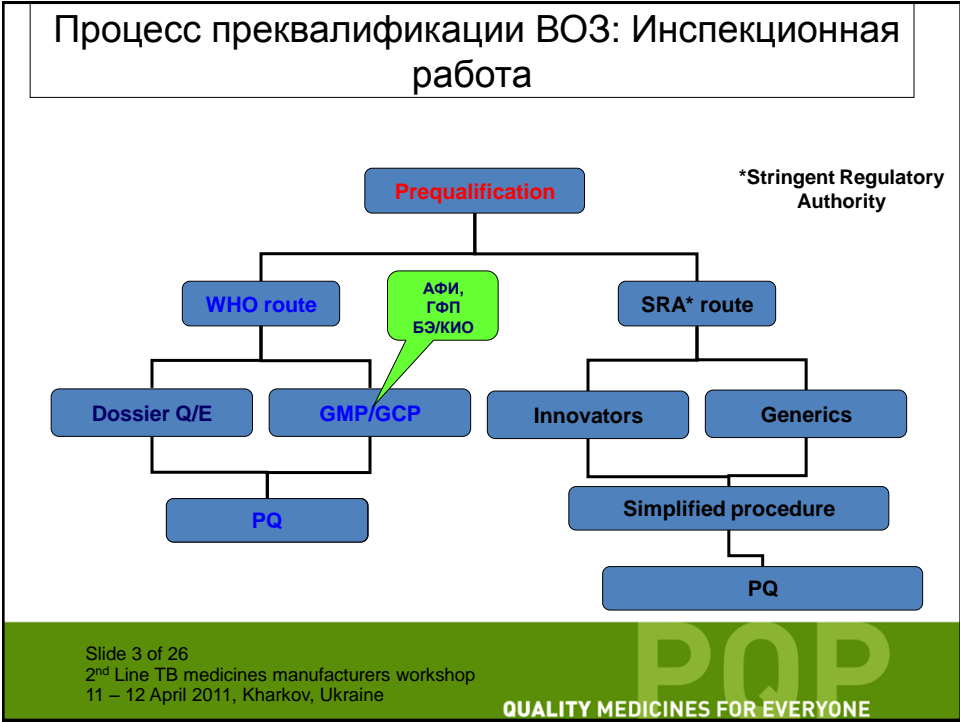 Процесс преквалификации ВОЗ: Инспекционная
работа
Prequalification
*Stringent Regulatory
Authority
WHO route
АФИ,
ГФП
БЭ/КИО
SRA* route
Dossier Q/E
GMP/GCP
Innovators
Generics
Simplified procedure
PQ
PQ
Slide 3 of 26
2nd Line TB medicines manufacturers workshop
11 – 12 April 2011, Kharkov, Ukraine
PQP
QUALITY MEDICINES FOR EVERYONE